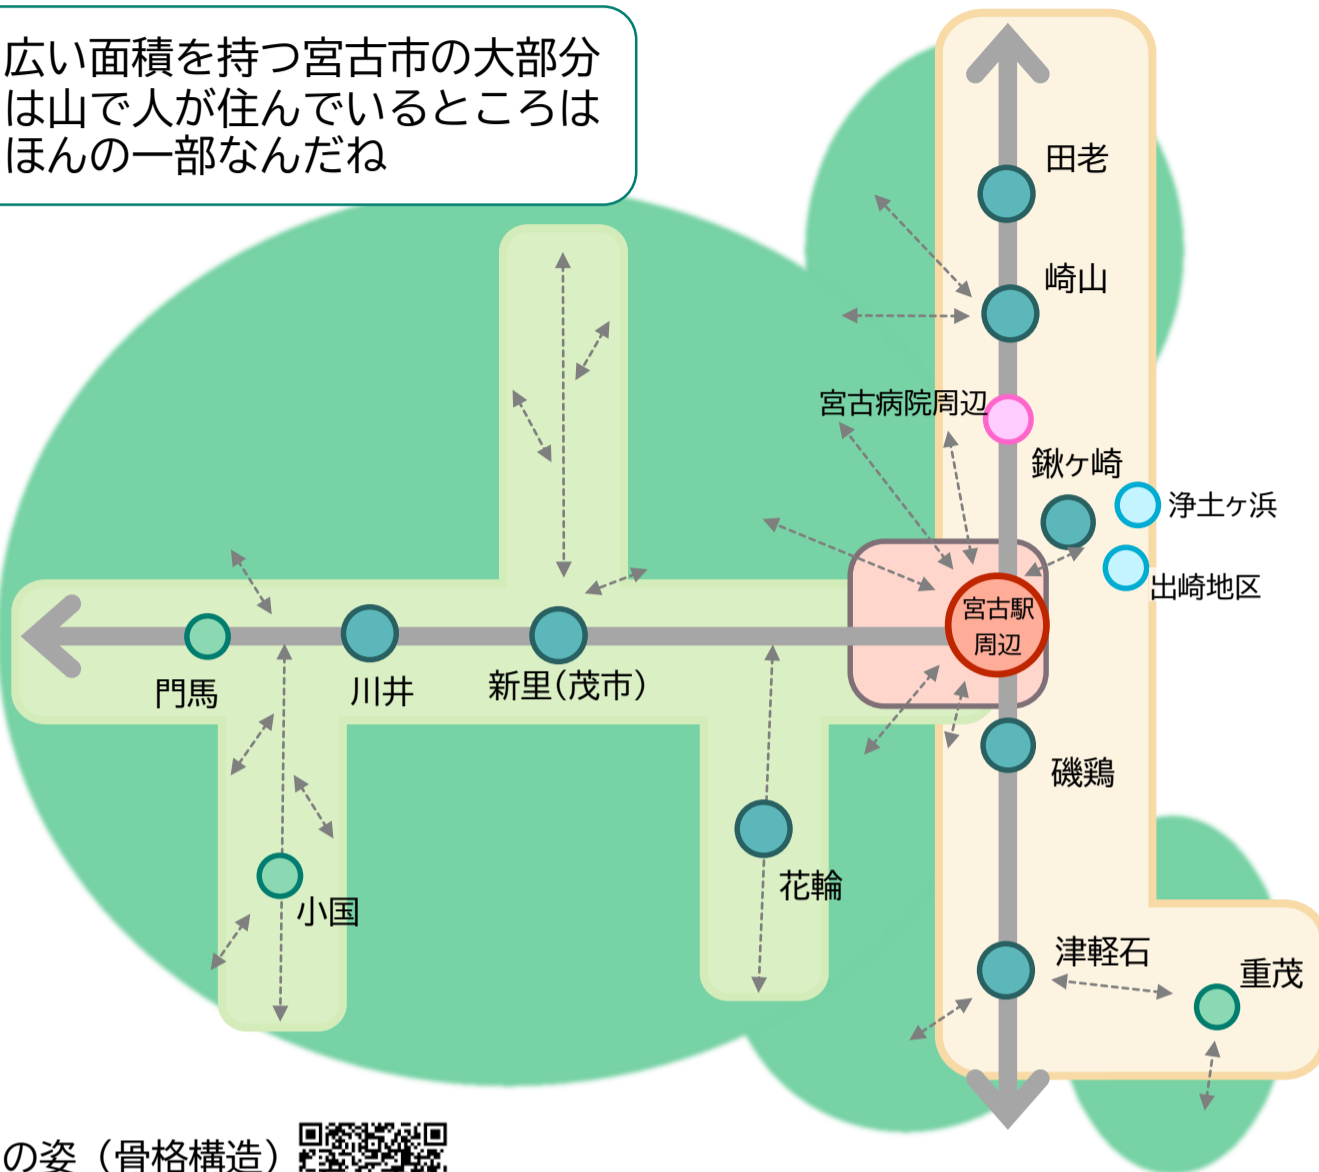 広い面積を持つ宮古市の大部分
は山で人が住んでいるところは
ほんの一部なんだね
田老
崎山
宮古病院周辺
鍬ヶ崎
浄土ヶ浜
出崎地区
宮古駅
周辺
門馬
川井
新里（茂市）
磯鶏
花輪
小国
津軽石
重茂
の姿（骨格構造）